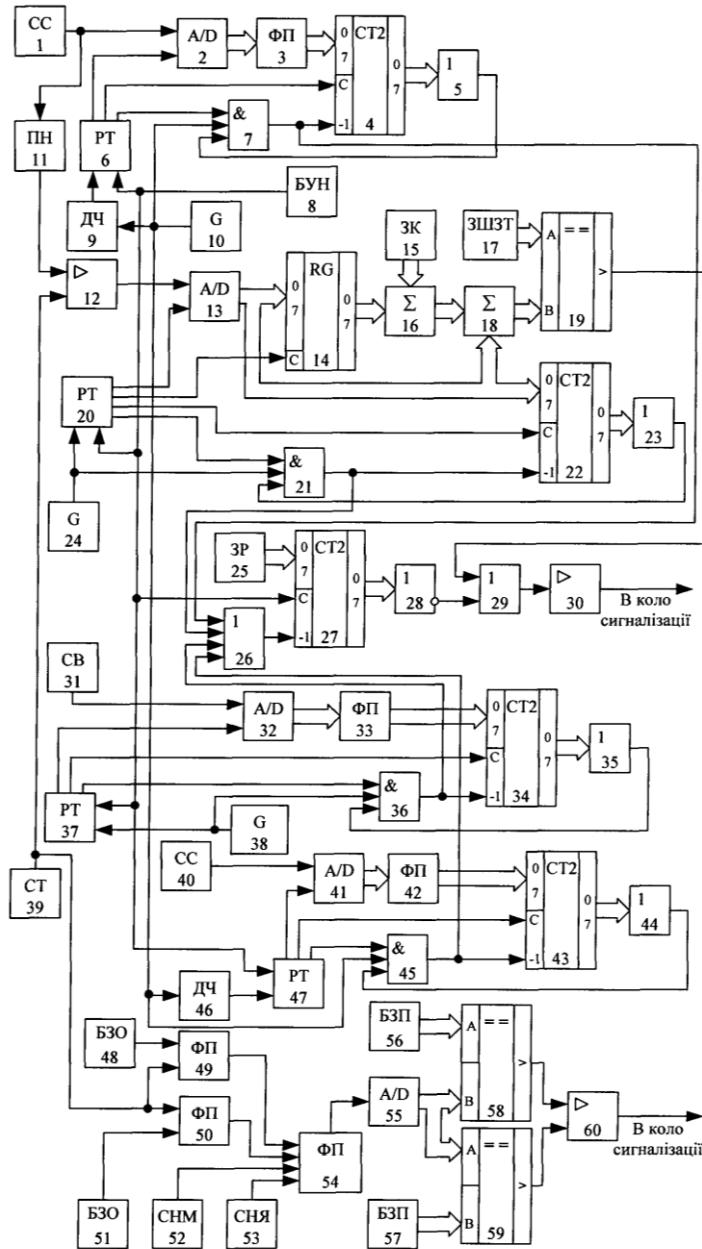 СС
1
A/D
2
ФП
3
0
7
C
-1
СТ2
4
0
7
1
5
ПН
11
РТ
6
&
7
БУН
8
ДЧ
9
G
10
ЗК
15
ЗШЗТ
17
A
B
==
19
>
▷
12
A/D
13
0
7
C
RG
14
0
7
Σ
16
Σ
18
РТ
20
0
7
C
-1
СТ2
22
0
7
1
23
&
21
G
24
ЗР
25
0
7
C
-1
СТ2
27
0
7
1
28
1
29
▷
30
В коло
сигналізації
1
26
СВ
31
A/D
32
ФП
33
0
7
C
-1
СТ2
34
0
7
1
35
&
36
РТ
37
G
38
СТ
39
СС
40
A/D
41
ФП
42
0
7
C
-1
СТ2
43
0
7
1
44
&
45
ДЧ
46
РТ
47
БЗО
48
ФП
49
БЗП
56
A
B
==
58
>
ФП
50
A/D
55
▷
60
В коло
сигналізації
ФП
54
A
B
==
59
>
БЗО
51
СНМ
52
СНЯ
53
БЗП
57